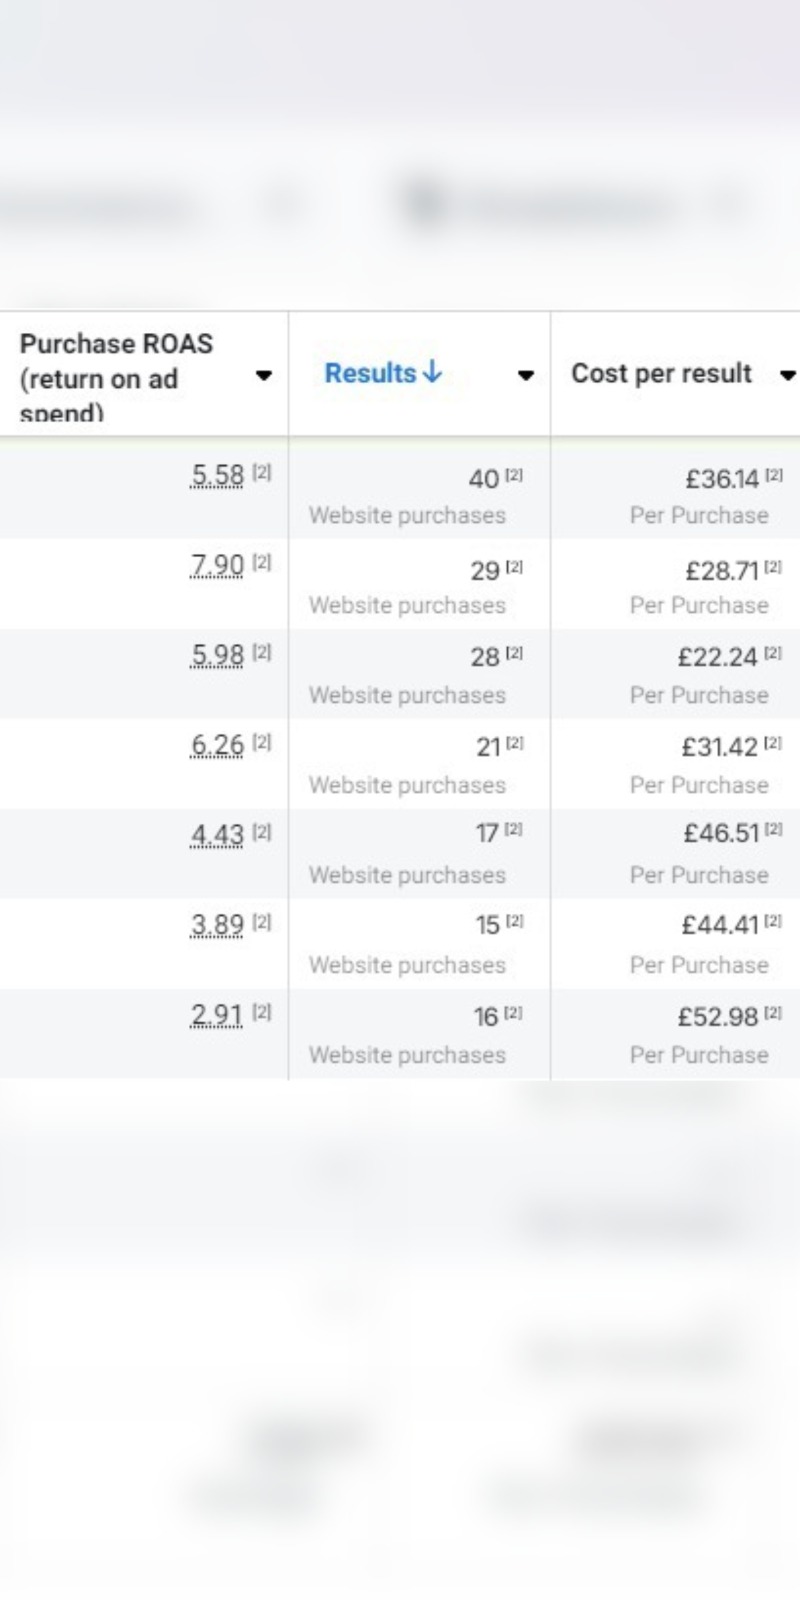 Purchase ROAS
(return on ad
spend)
Results↓
Cost per result
5.58 [2]
40 [2]
£36.14 [2]
Website purchases
Per Purchase
7.90 [2]
29 [2]
£28.71 [2]
Website purchases
Per Purchase
5.98 [2]
28 [2]
£22.24 [2]
Website purchases
Per Purchase
6.26 [2]
21 [2]
£31.42 [2]
Website purchases
Per Purchase
4.43 [2]
17 [2]
£46.51 [2]
Website purchases
Per Purchase
3.89 [2]
15 [2]
£44.41 [2]
Website purchases
Per Purchase
2.91 [2]
16 [2]
£52.98 [2]
Website purchases
Per Purchase